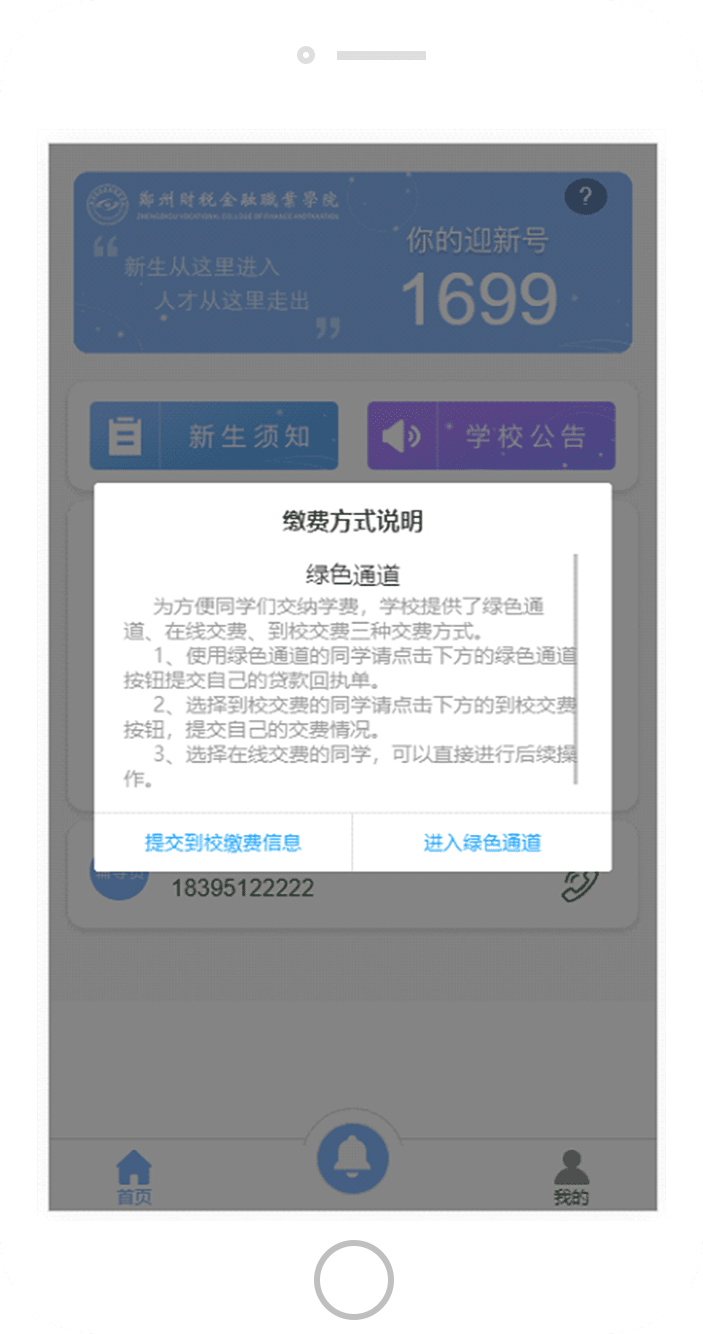 郑州财税金融职业学院
ZHENGZHOU VOCATIONAL COLLEGE OF FINANCE AND TAXATION
?
“
新生从这里进入
人才从这里走出
”
你的迎新号
1699
新生须知
学校公告
缴费方式说明
绿色通道
为方便同学们交纳学费，学校提供了绿色通
道、在线交费、到校交费三种交费方式。
1、使用绿色通道的同学请点击下方的绿色通道
按钮提交自己的贷款回执单。
2、选择到校交费的同学请点击下方的到校交费
按钮，提交自己的交费情况。
3、选择在线交费的同学，可以直接进行后续操
作。
提交到校缴费信息
进入绿色通道
辅导员
18395122222
首页
我的